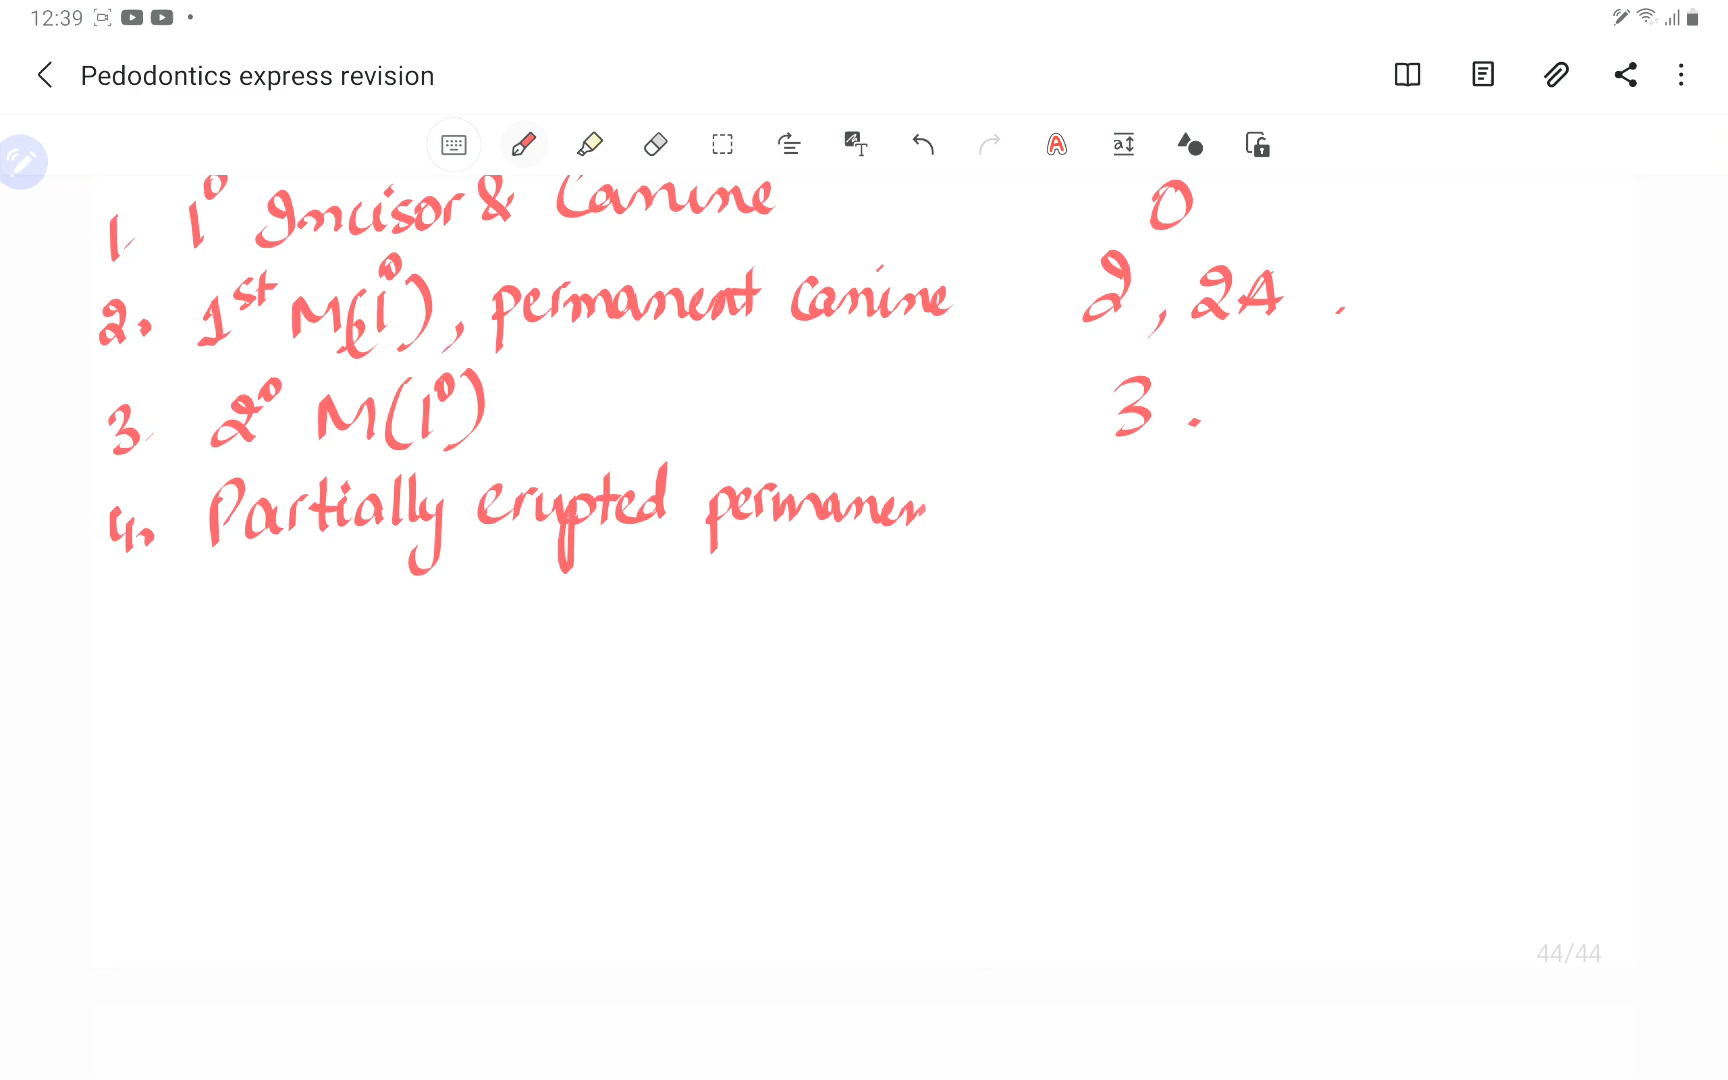 12:39
Pedodontics express revision
1. 1° Incisor & Canine 0
2. 1st M(1°), permanent canine 2, 2A.
3. 2° M(1°) 3.
4. Partially erupted permanen
44/44